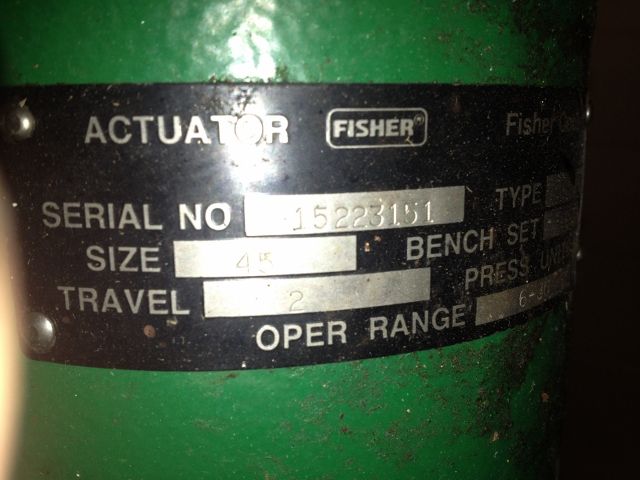 ACTUATOR FISHER Fisher
SERIAL NO 15223151 TYPE
SIZE 45 BENCH SET
TRAVEL 2 PRESS
OPER RANGE